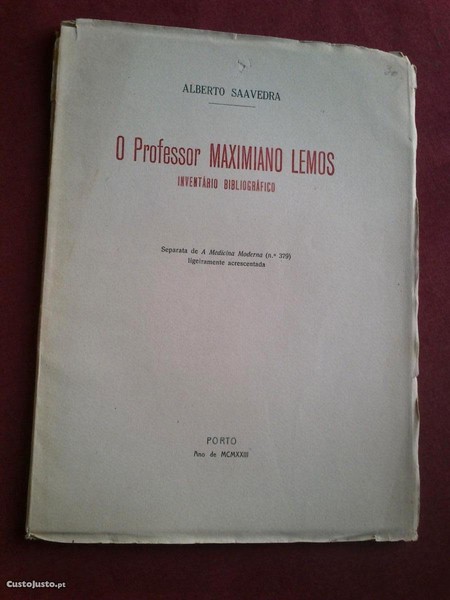 ALBERTO SAAVEDRA
O Professor MAXIMIANO LEMOS
INVENTÁRIO BIBLIOGRÁFICO
Separata de A Medicina Moderna (n.º 379)
ligeiramente acrescentada
PORTO
Ano de MCMXXIII
CustoJusto.pt